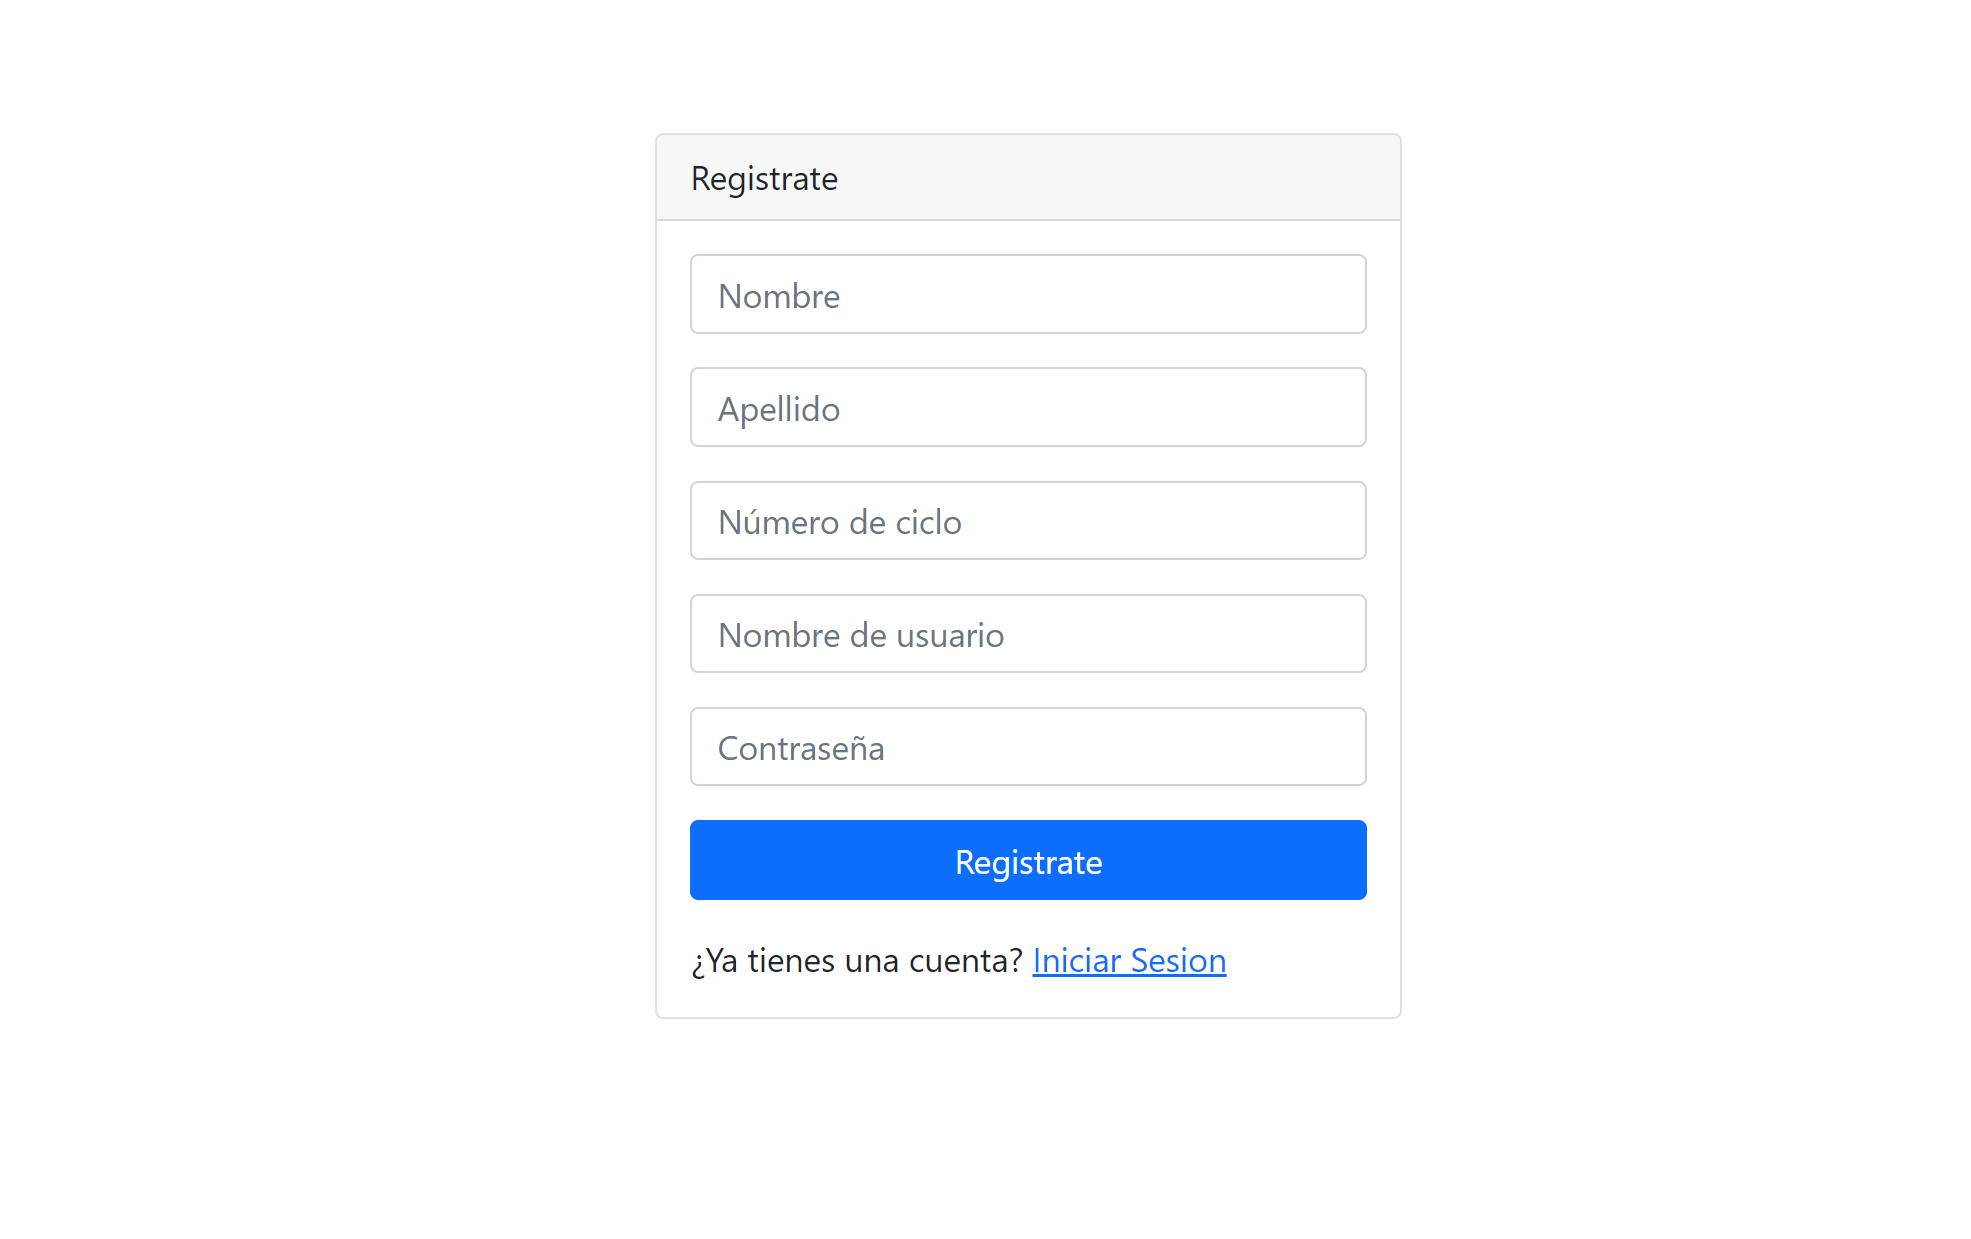 Registrate
Nombre
Apellido
Número de ciclo
Nombre de usuario
Contraseña
Registrate
¿Ya tienes una cuenta? Iniciar Sesion